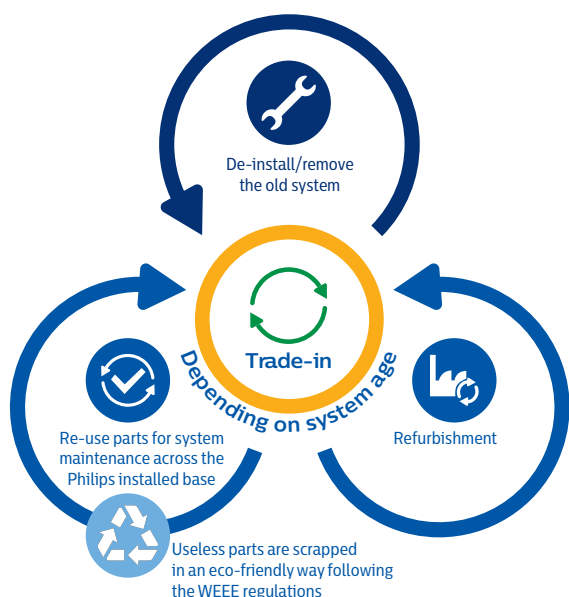 De-install/remove
the old system
Trade-in
Depending on system age
Re-use parts for system
maintenance across the
Philips installed base
Refurbishment
Useless parts are scrapped
in an eco-friendly way following
the WEEE regulations